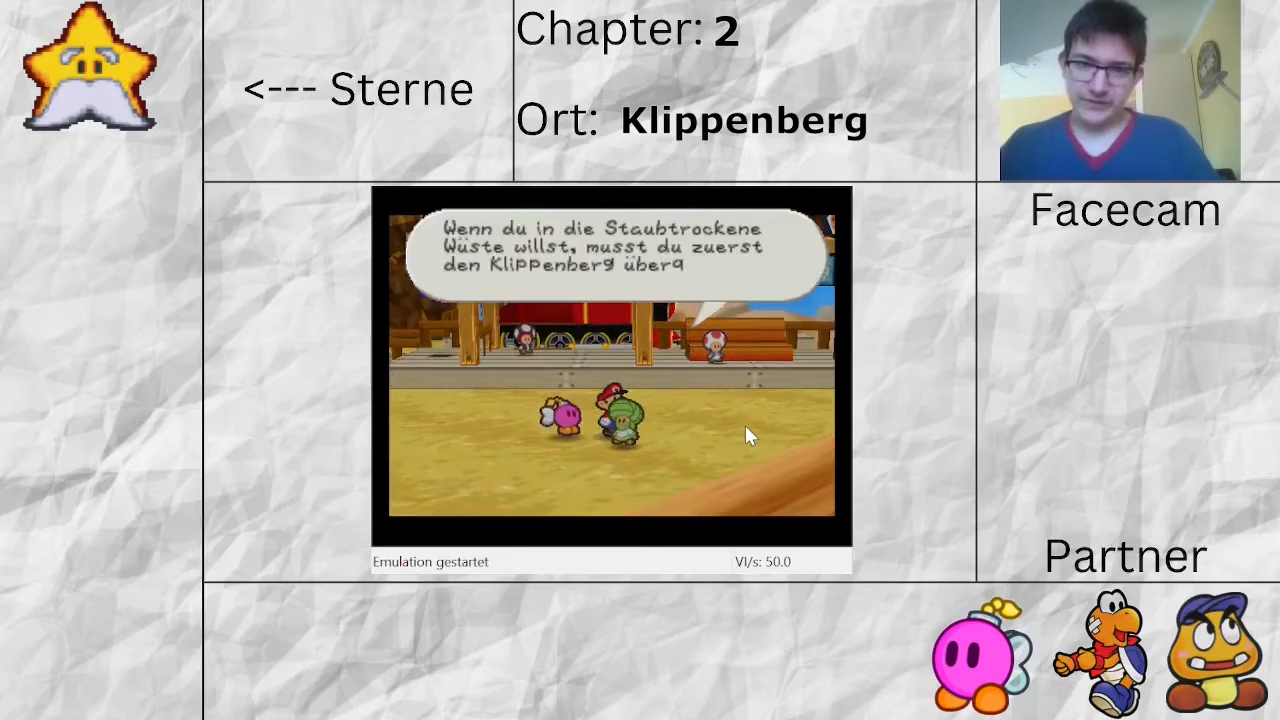 Chapter: 2
<--- Sterne
Ort: Klippenberg
Facecam
Wenn du in die Staubtrockene
Wüste willst, musst du zuerst
den Klippenberg überq
Emulation gestartet
VI/s: 50.0
Partner